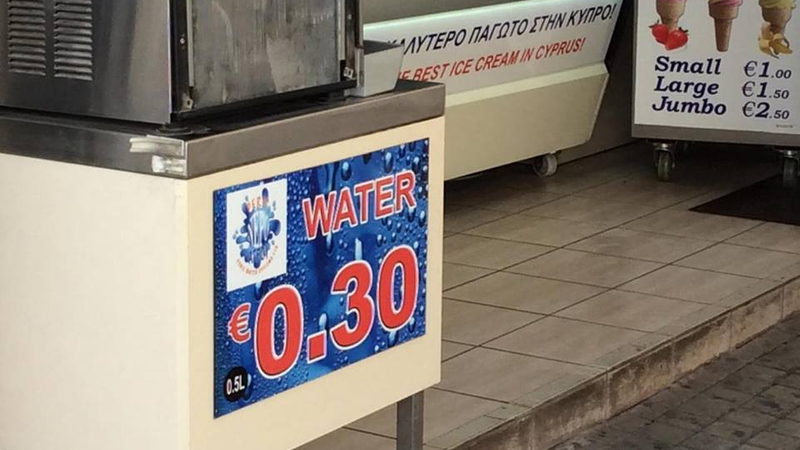 ΚΑΛΥΤΕΡΟ ΠΑΓΩΤΟ ΣΤΗΝ ΚΥΠΡΟ!
BEST ICE CREAM IN CYPRUS!
Small €1.00
Large €1.50
Jumbo €2.50
WATER
€0.30
0.5L